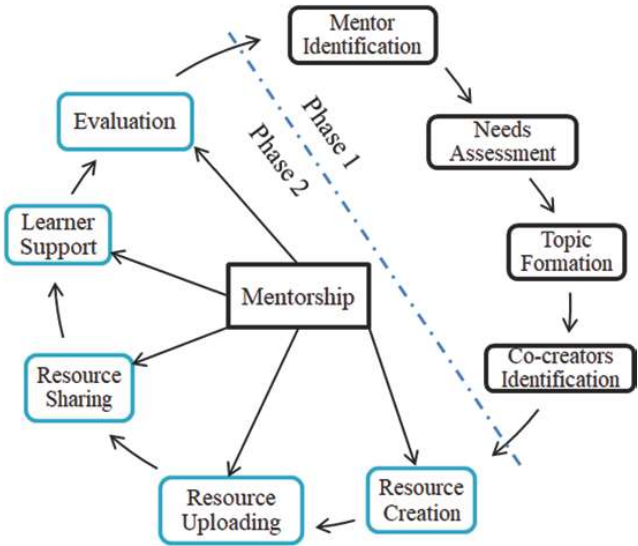 Mentor
Identification
Needs
Assessment
Topic
Formation
Co-creators
Identification
Resource
Creation
Resource
Uploading
Resource
Sharing
Learner
Support
Evaluation
Mentorship
Phase 1
Phase 2